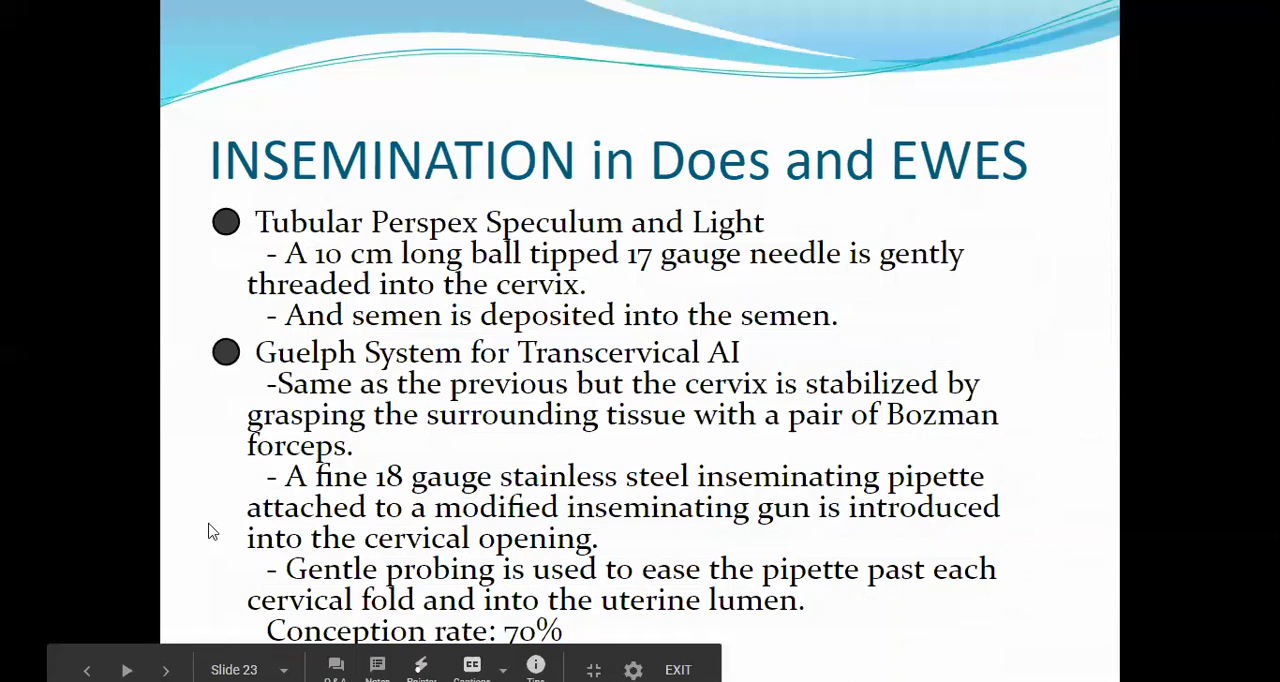 INSEMINATION in Does and EWES
Tubular Perspex Speculum and Light
- A 10 cm long ball tipped 17 gauge needle is gently
threaded into the cervix.
- And semen is deposited into the semen.
Guelph System for Transcervical AI
-Same as the previous but the cervix is stabilized by
grasping the surrounding tissue with a pair of Bozman
forceps.
- A fine 18 gauge stainless steel inseminating pipette
attached to a modified inseminating gun is introduced
into the cervical opening.
- Gentle probing is used to ease the pipette past each
cervical fold and into the uterine lumen.
Conception rate: 70%
Slide 23
Q & A Notes Pointer Captions Tips
EXIT